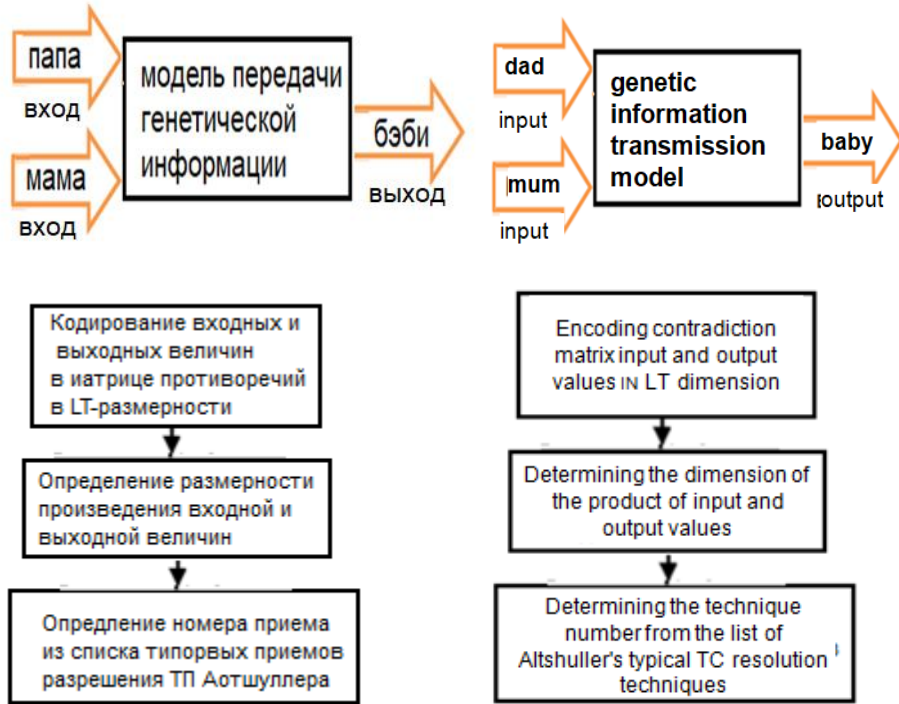 папа
вход
мама
вход
модель передачи
генетической
информации
бэби
выход
dad
input
mum
input
genetic
information
transmission
model
baby
output
Кодирование входных и
выходных величин
в иатрице противоречий
в LT-размерности
Определение размерности
произведения входной и
выходной величин
Опредление номера приема
из списка типорвых приемов
разрешения ТП Аотшуллера
Encoding contradiction
matrix input and output
values IN LT dimension
Determining the dimension of
the product of input and
output values
Determining the technique
number from the list of
Altshuller's typical TC resolution
techniques